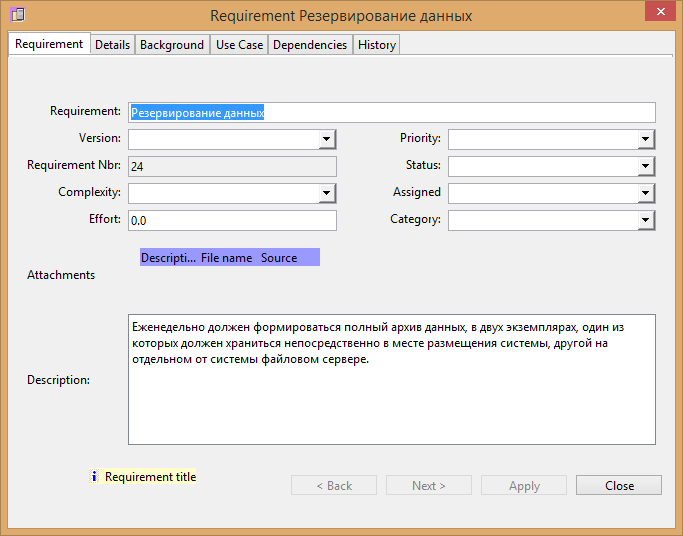 Requirement Резервирование данных
Requirement Details Background Use Case Dependencies History
Requirement: Резервирование данных
Version: Priority:
Requirement Nbr: 24 Status:
Complexity: Assigned
Effort: 0.0 Category:
Descripti... File name Source
Attachments
Еженедельно должен формироваться полный архив данных, в двух экземплярах, один из
которых должен храниться непосредственно в месте размещения системы, другой на
отдельном от системы файловом сервере.
Description:
i Requirement title
< Back Next > Apply Close